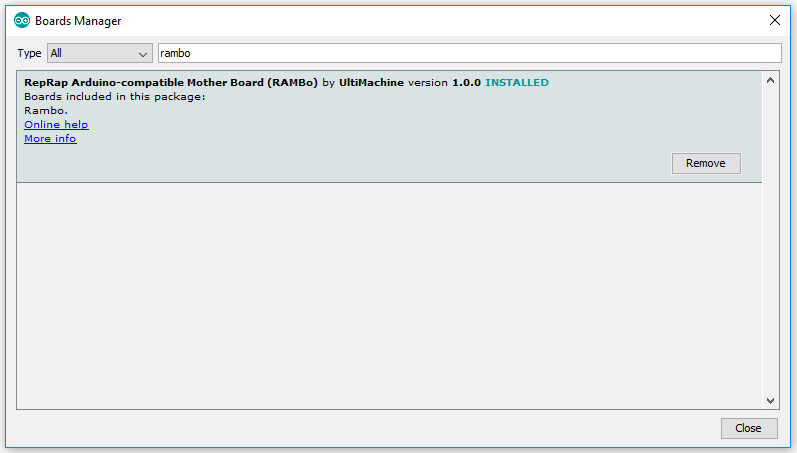 Boards Manager
Type All rambo
RepRap Arduino-compatible Mother Board (RAMBo) by UltiMachine version 1.0.0 INSTALLED
Boards included in this package:
Rambo.
Online help
More info
Remove
Close